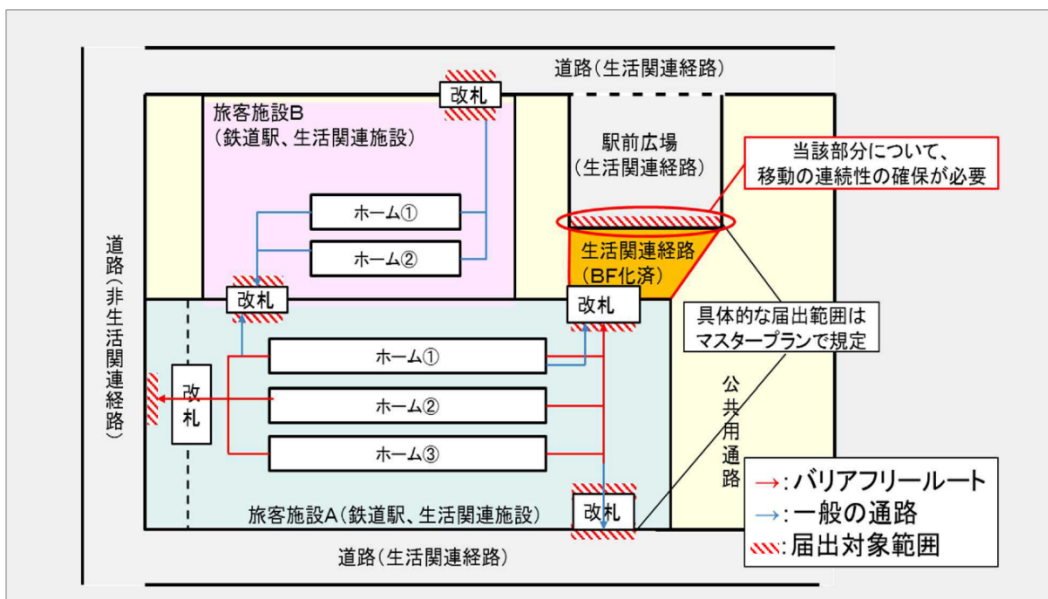 道路(生活関連経路)
改札
旅客施設B
(鉄道駅、生活関連施設)
駅前広場
(生活関連経路)
当該部分について、
移動の連続性の確保が必要
ホーム①
ホーム②
生活関連経路
(BF化済)
道路(非生活関連経路)
改札
改札
具体的な届出範囲は
マスタープランで規定
ホーム①
改札
ホーム②
ホーム③
公共用通路
→:バリアフリールート
→:一般の通路
:届出対象範囲
旅客施設A(鉄道駅、生活関連施設)
改札
道路(生活関連経路)